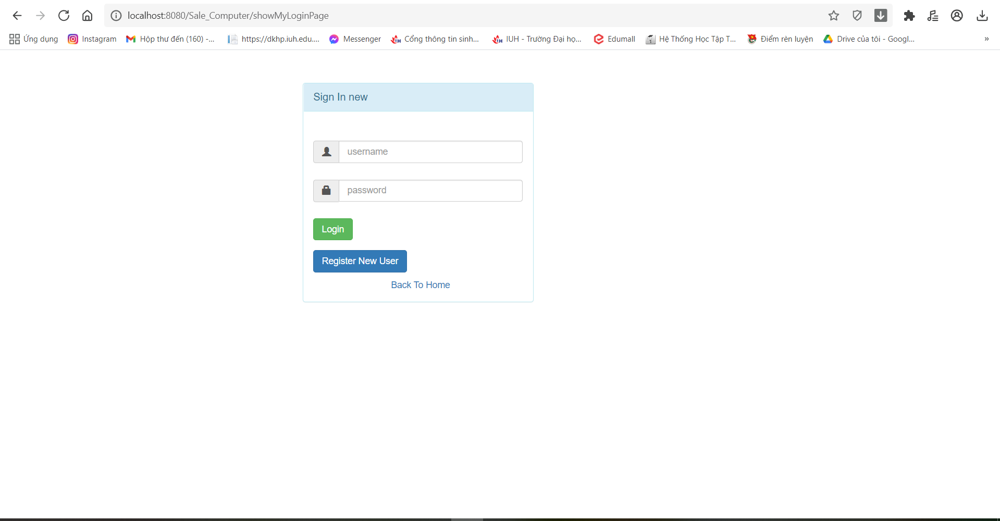 localhost:8080/Sale_Computer/showMyLoginPage
Ứng dụng Instagram Hộp thư đến (160) -... https://dkhp.iuh.edu.... Messenger Cổng thông tin sinh... IUH - Trường Đại họ... Edumall Hệ Thống Học Tập T... Điểm rèn luyện Drive của tôi - Googl... »
Sign In new
username
password
Login
Register New User
Back To Home